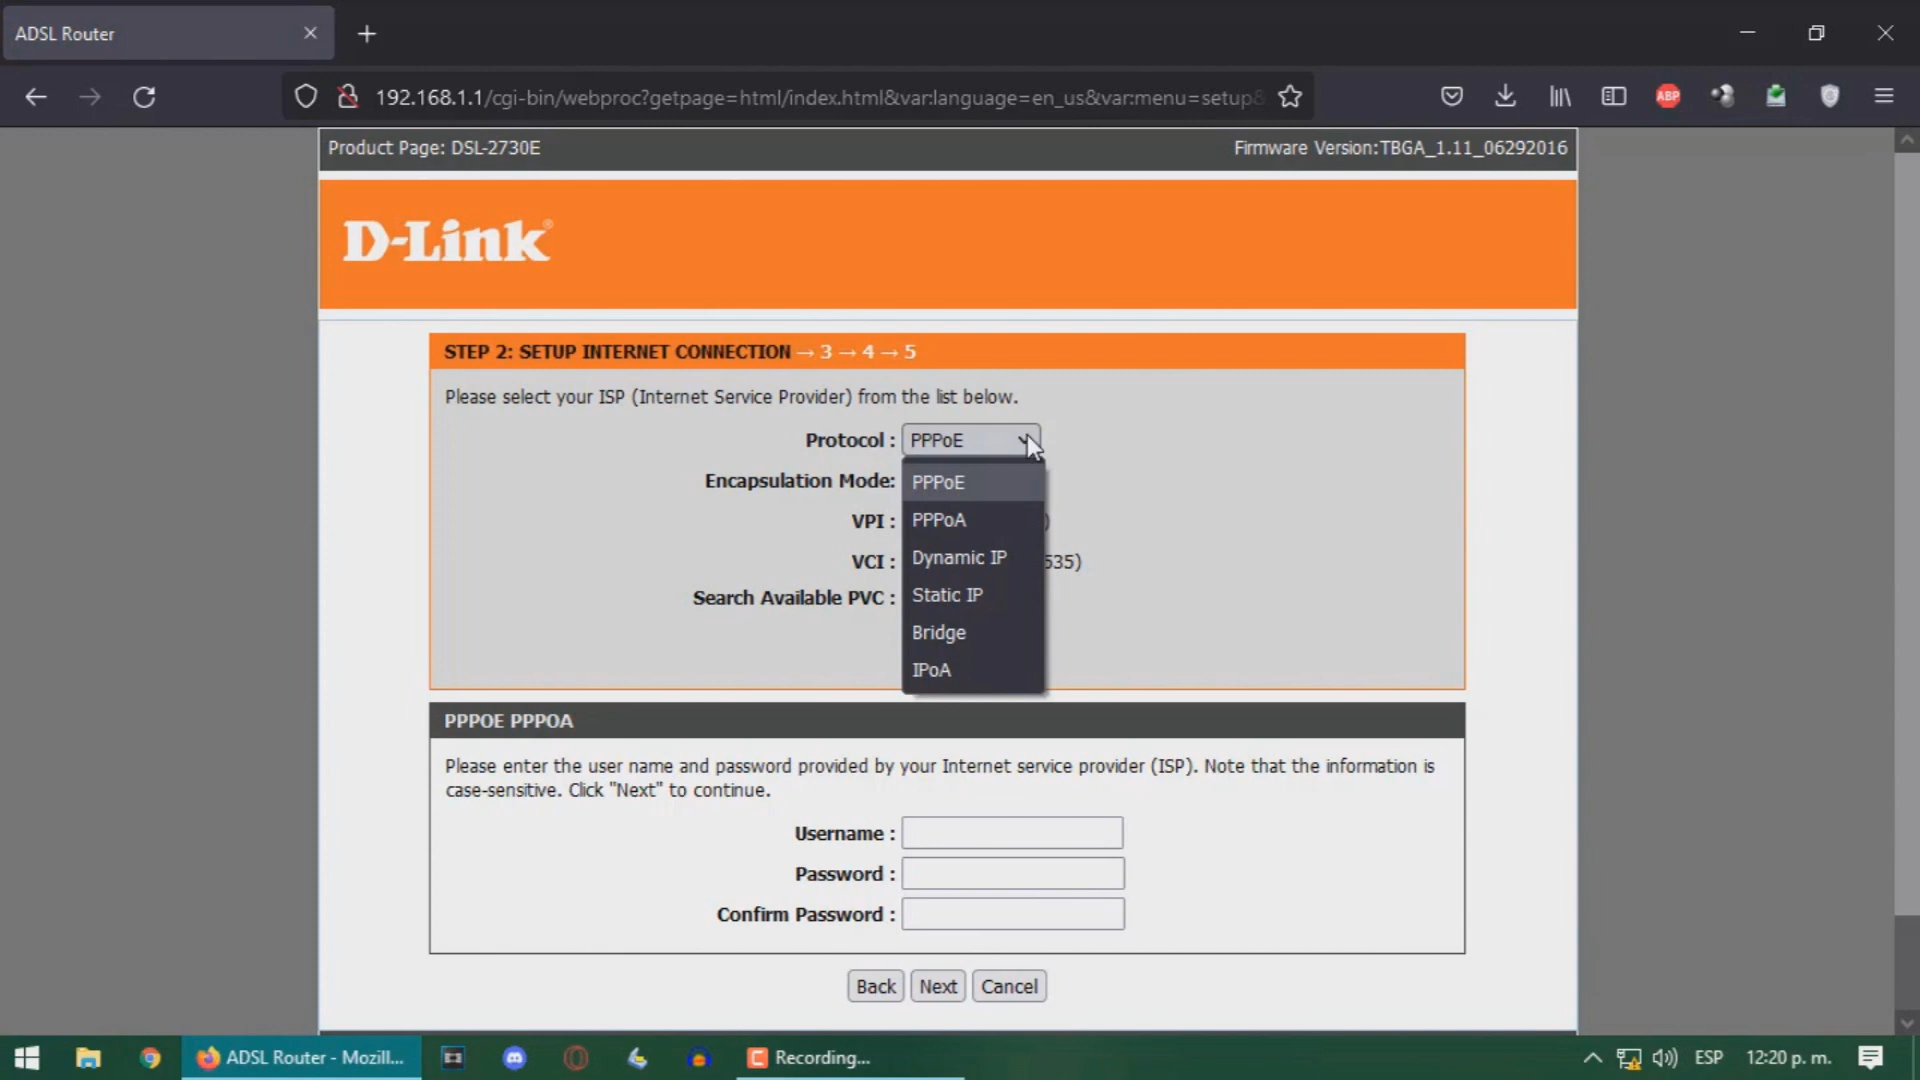 ADSL Router
192.168.1.1/cgi-bin/webproc?getpage=html/index.html&var:language=en_us&var:menu=setup&
ABP
Product Page: DSL-2730E
Firmware Version:TBGA_1.11_06292016
D-Link®
STEP 2: SETUP INTERNET CONNECTION → 3 → 4 → 5
Please select your ISP (Internet Service Provider) from the list below.
Protocol : PPPoE
Encapsulation Mode:
PPPoE
VPI :
PPPoA
)
VCI :
Dynamic IP
535)
Search Available PVC :
Static IP
Bridge
IPoA
PPPOE PPPOA
Please enter the user name and password provided by your Internet service provider (ISP). Note that the information is
case-sensitive. Click "Next" to continue.
Username :
Password :
Confirm Password :
Back
Next
Cancel
ADSL Router - Mozill...
Recording...
ESP
12:20 p. m.